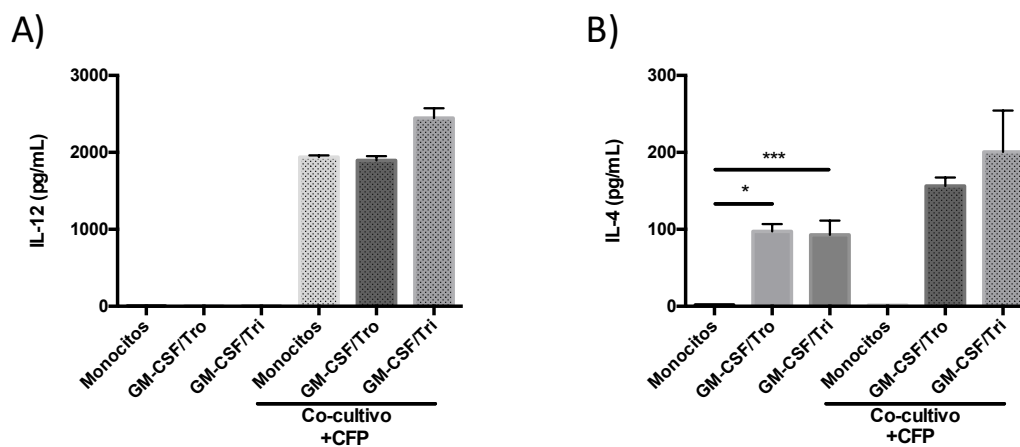 A)
3000
2000
1000
0
IL-12 (pg/mL)
Monocitos
GM-CSF/Tro
GM-CSF/Tri
Monocitos
GM-CSF/Tro
GM-CSF/Tri
Co-cultivo
+CFP
B)
300
200
100
0
IL-4 (pg/mL)
***
*
Monocitos
GM-CSF/Tro
GM-CSF/Tri
Monocitos
GM-CSF/Tro
GM-CSF/Tri
Co-cultivo
+CFP